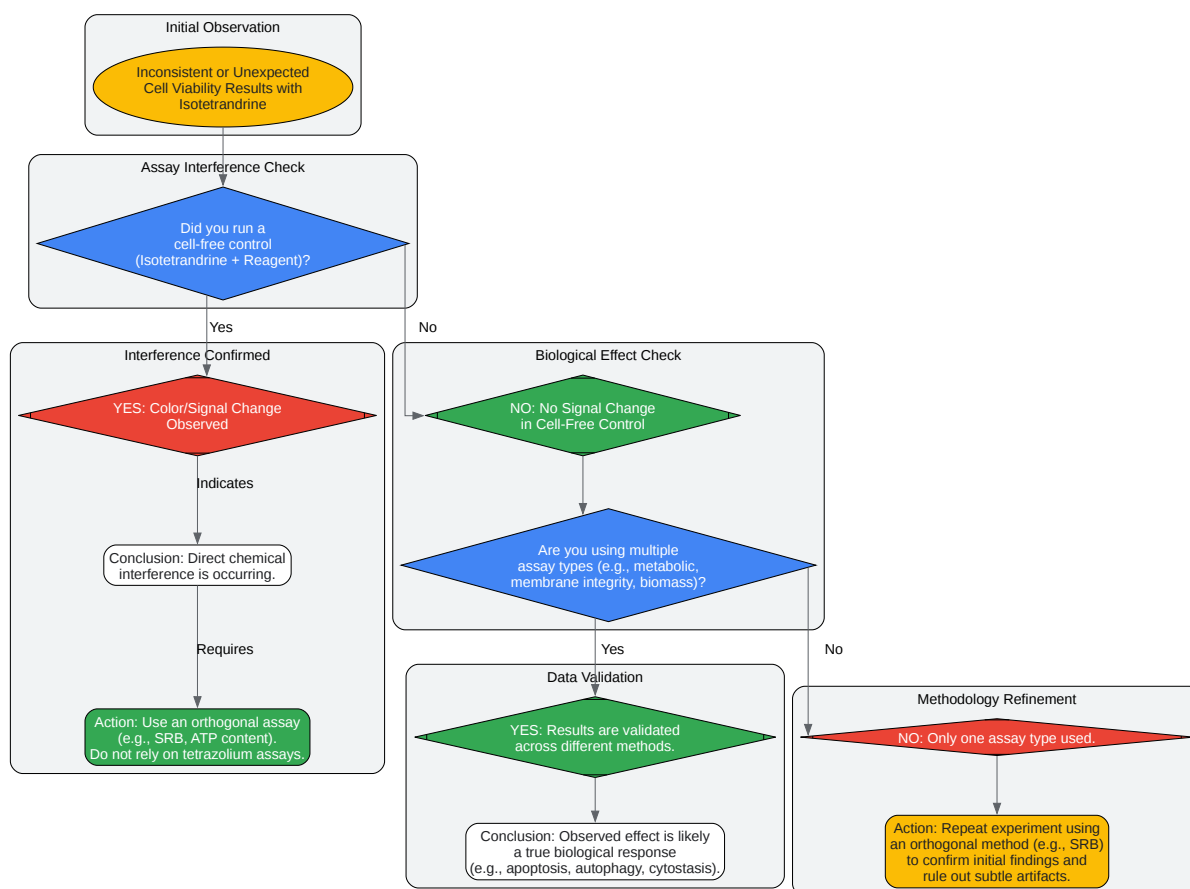 Initial Observation
Inconsistent or Unexpected
Cell Viability Results with
Isotetrandrine
Assay Interference Check
Did you run a
cell-free control
(Isotetrandrine + Reagent)?
Yes
No
Interference Confirmed
YES: Color/Signal Change
Observed
Indicates
Conclusion: Direct chemical
interference is occurring.
Requires
Action: Use an orthogonal assay
(e.g., SRB, ATP content).
Do not rely on tetrazolium assays.
Biological Effect Check
NO: No Signal Change
in Cell-Free Control
Are you using multiple
assay types (e.g., metabolic,
membrane integrity, biomass)?
Yes
No
Data Validation
YES: Results are validated
across different methods.
Conclusion: Observed effect is likely
a true biological response
(e.g., apoptosis, autophagy, cytostasis).
Methodology Refinement
NO: Only one assay type used.
Action: Repeat experiment using
an orthogonal method (e.g., SRB)
to confirm initial findings and
rule out subtle artifacts.